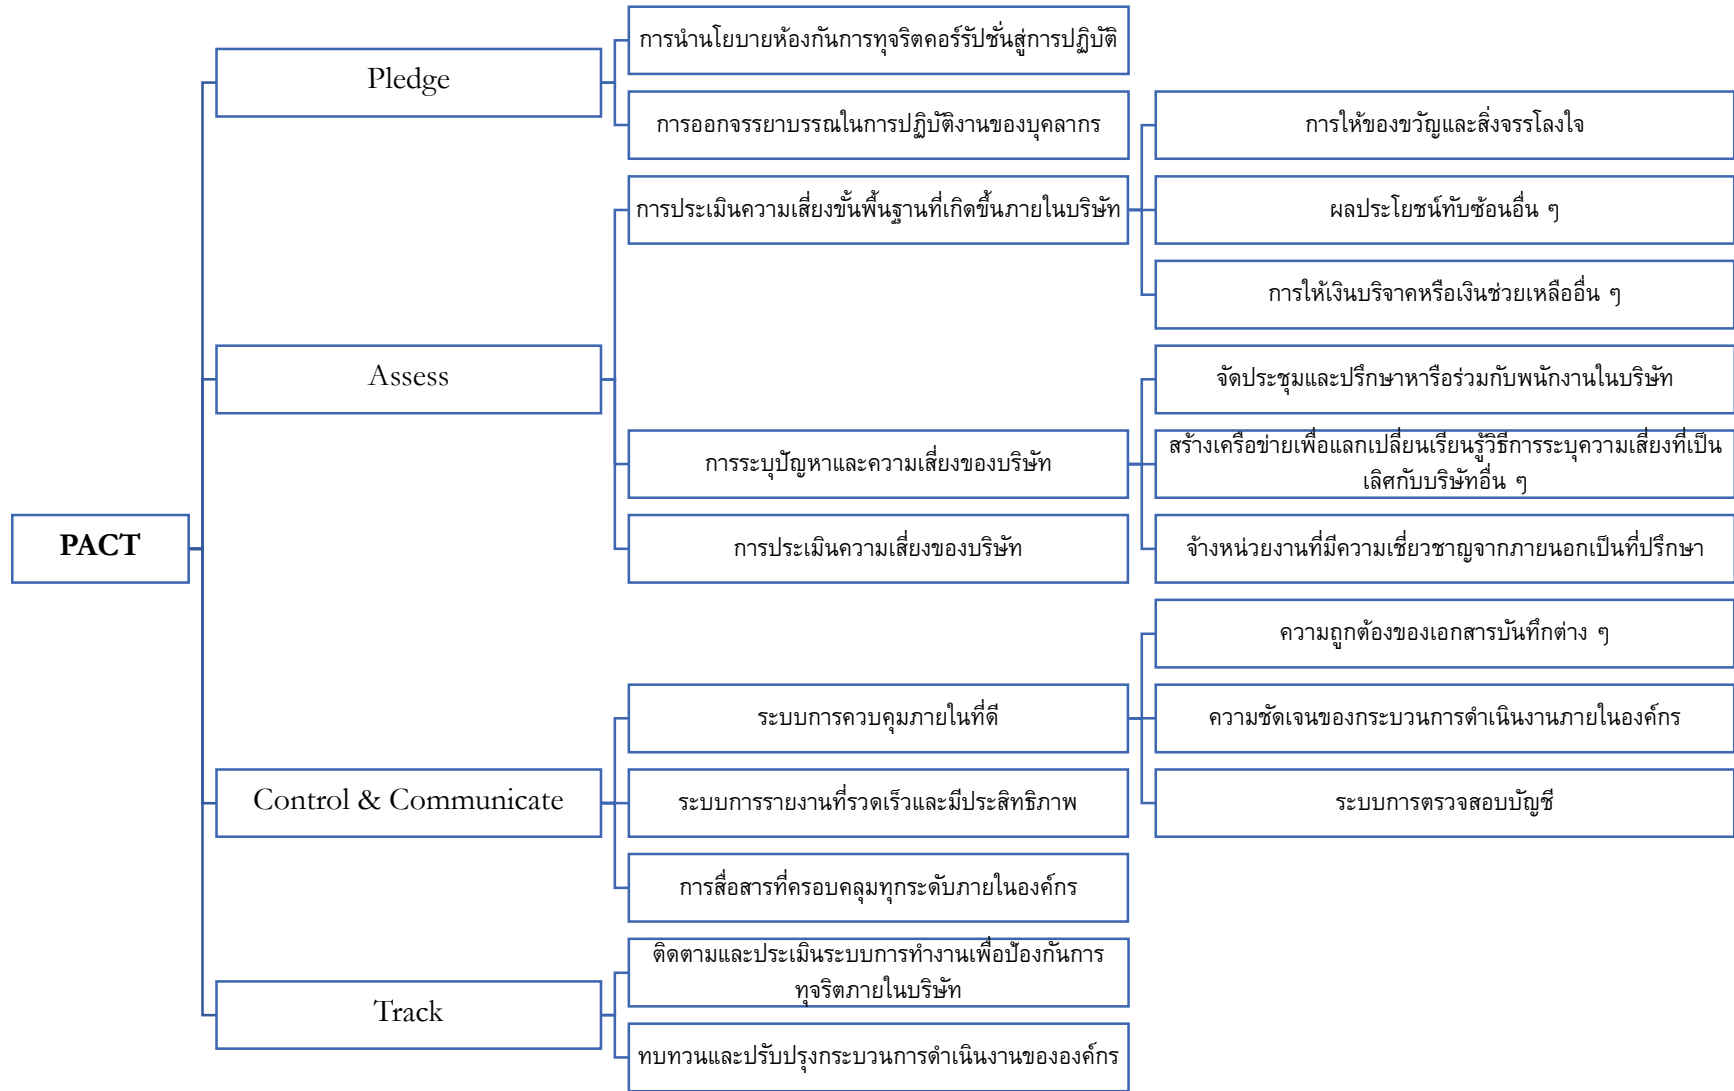 PACT
Pledge
การนำนโยบายห้องกันการทุจริตคอร์รัปชั่นสู่การปฏิบัติ
การออกจรรยาบรรณในการปฏิบัติงานของบุคลากร
Assess
การประเมินความเสี่ยงขั้นพื้นฐานที่เกิดขึ้นภายในบริษัท
การให้ของขวัญและสิ่งจรรโลงใจ
ผลประโยชน์ทับซ้อนอื่น ๆ
การให้เงินบริจาคหรือเงินช่วยเหลืออื่น ๆ
การระบุปัญหาและความเสี่ยงของบริษัท
จัดประชุมและปรึกษาหารือร่วมกับพนักงานในบริษัท
สร้างเครือข่ายเพื่อแลกเปลี่ยนเรียนรู้วิธีการระบุความเสี่ยงที่เป็น
เลิศกับบริษัทอื่น ๆ
จ้างหน่วยงานที่มีความเชี่ยวชาญจากภายนอกเป็นที่ปรึกษา
การประเมินความเสี่ยงของบริษัท
Control & Communicate
ระบบการควบคุมภายในที่ดี
ความถูกต้องของเอกสารบันทึกต่าง ๆ
ความชัดเจนของกระบวนการดำเนินงานภายในองค์กร
ระบบการตรวจสอบบัญชี
ระบบการรายงานที่รวดเร็วและมีประสิทธิภาพ
การสื่อสารที่ครอบคลุมทุกระดับภายในองค์กร
Track
ติดตามและประเมินระบบการทำงานเพื่อป้องกันการ
ทุจริตภายในบริษัท
ทบทวนและปรับปรุงกระบวนการดำเนินงานขององค์กร